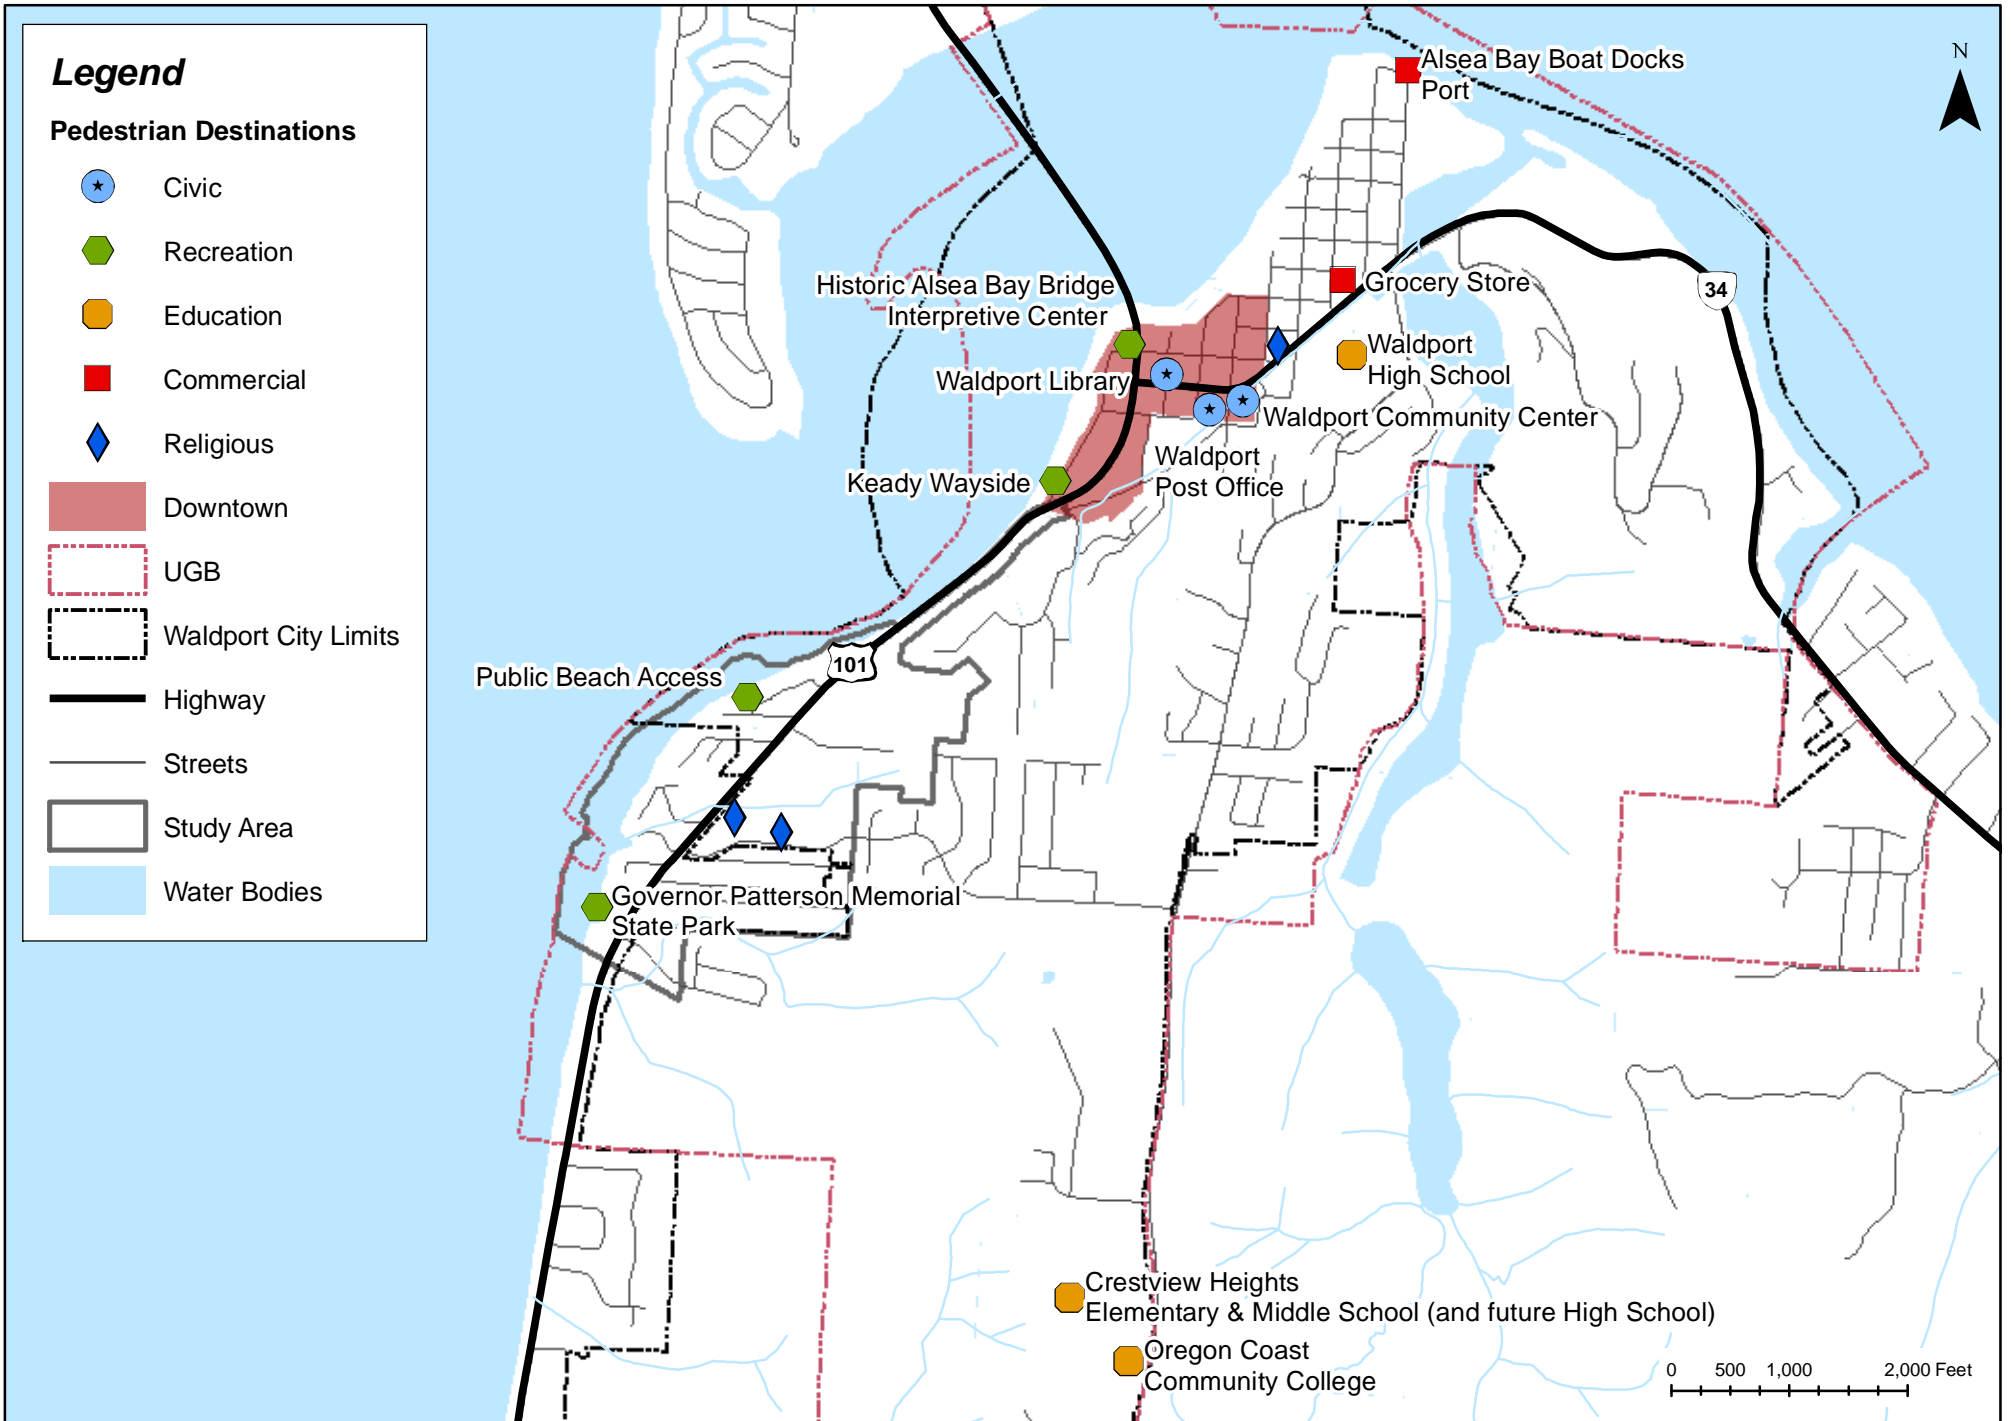 Legend
Pedestrian Destinations
Civic
Recreation
Education
Commercial
Religious
Downtown
UGB
Waldport City Limits
Highway
Streets
Study Area
Water Bodies
N
Alsea Bay Boat Docks
Port
Historic Alsea Bay Bridge
Interpretive Center
Grocery Store
34
Waldport
High School
Waldport Library
Waldport Community Center
Waldport
Post Office
Keady Wayside
101
Public Beach Access
Governor Patterson Memorial
State Park
Crestview Heights
Elementary & Middle School (and future High School)
Oregon Coast
Community College
0 500 1,000 2,000 Feet